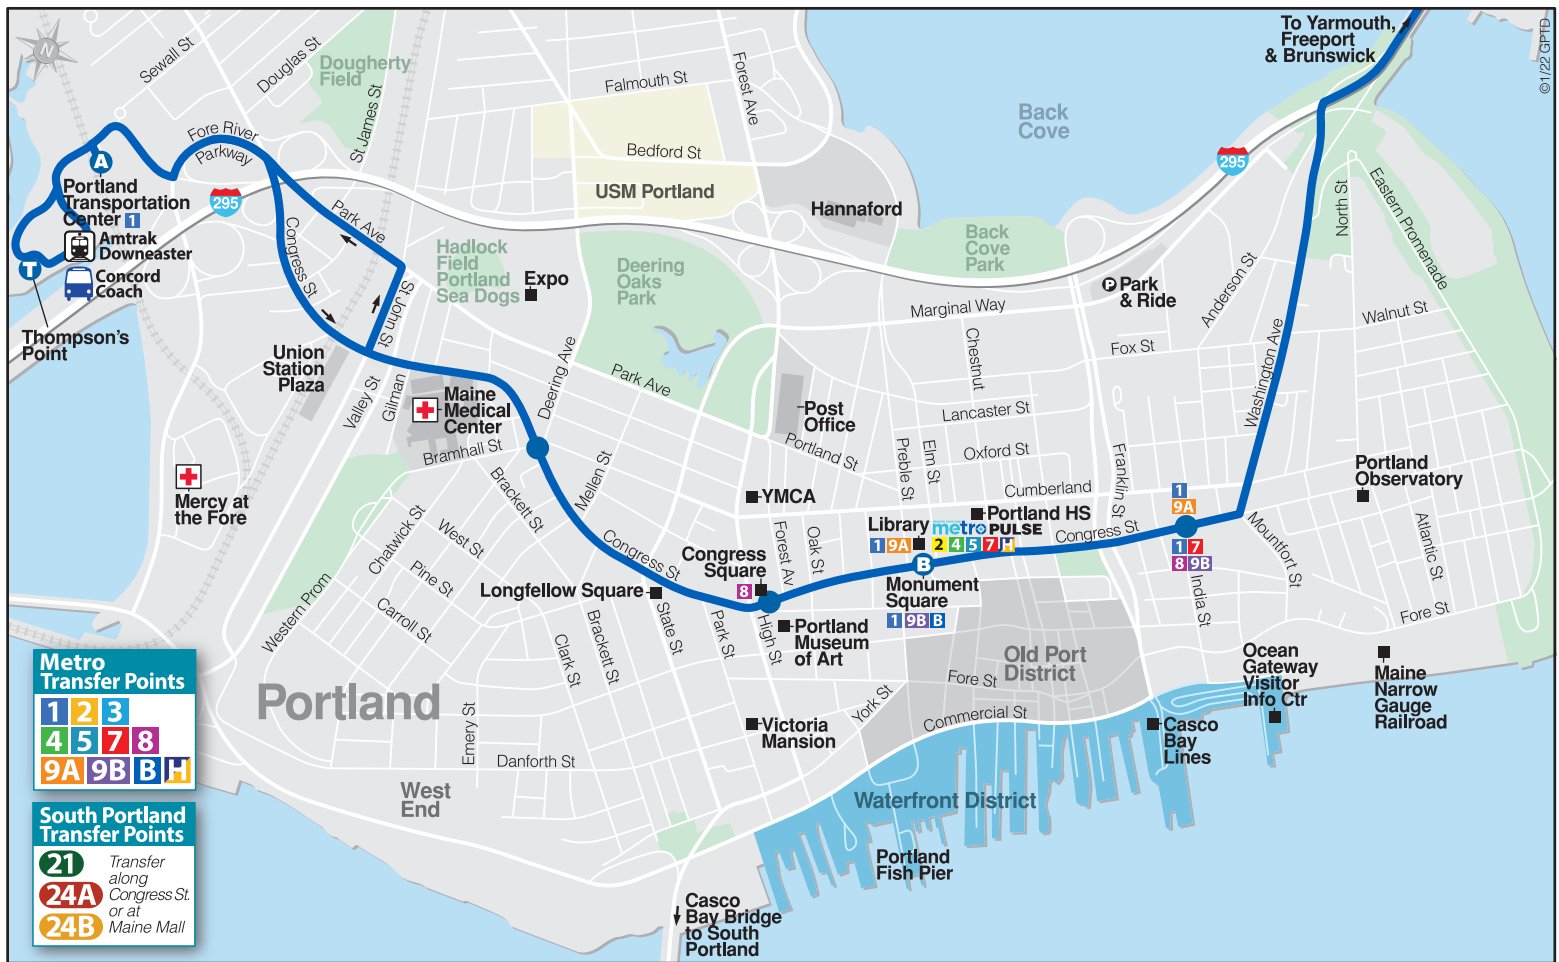 To Yarmouth,
Freeport
& Brunswick
©1/22 GPTD
N
Sewall St
Douglas St
Dougherty
Field
St James St
Falmouth St
Forest Ave
Back
Cove
Fore River
Parkway
Bedford St
USM Portland
295
A
Portland
Transportation
Center 1
Amtrak
Downeaster
Concord
Coach
T
Thompson's
Point
295
Park Ave
Congress St
St John St
Hannaford
Hadlock
Field
Portland
Sea Dogs
Expo
Deering
Oaks
Park
Back
Cove
Park
P Park
& Ride
North St
Eastern Promenade
Anderson St
Marginal Way
Walnut St
Washington Ave
Fox St
Chestnut
Union
Station
Plaza
Valley St
Gilman
Maine
Medical
Center
Deering Ave
Park Ave
Post
Office
Lancaster St
Bramhall St
Portland St
Preble St
Elm St
Oxford St
Franklin St
Portland
Observatory
Mercy at
the Fore
Brackett St
Mellen St
YMCA
Cumberland
1
9A
Chadwick St
West St
Congress St
Forest Av
Oak St
Library
metro PULSE
Portland HS
1 9A 2 4 5 7 H
Congress St
1 7
8 9B
Mountfort St
Atlantic St
Pine St
Congress
Square
8
B
Monument
Square
1 9B B
Longfellow Square
India St
Western Prom
Carroll St
Brackett St
State St
Park St
High St
Portland
Museum
of Art
Fore St
Clark St
Old Port
District
Fore St
Ocean
Gateway
Visitor
Info Ctr
Maine
Narrow
Gauge
Railroad
Portland
Emery St
York St
Victoria
Mansion
Commercial St
Casco
Bay
Lines
Danforth St
West
End
Waterfront District
Portland
Fish Pier
Casco
Bay Bridge
to South
Portland
Metro
Transfer Points
1 2 3
4 5 7 8
9A 9B B H
South Portland
Transfer Points
21
24A
24B
Transfer
along
Congress St.
or at
Maine Mall